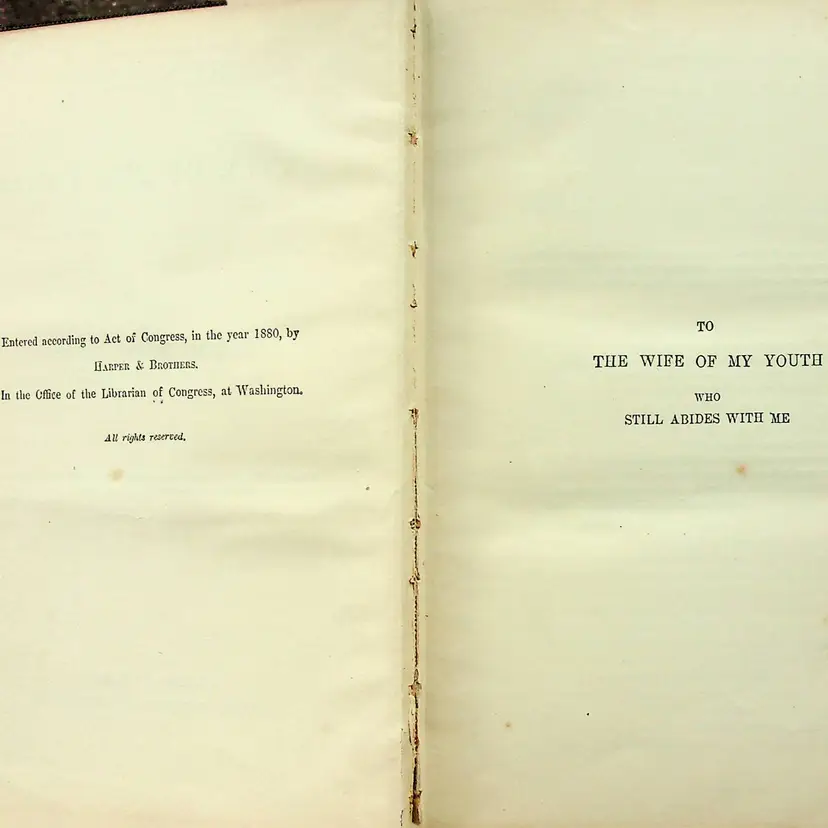 Entered according to Act of Congress, in the year 1880, by
HARPER & BROTHERS.
In the Office of the Librarian of Congress, at Washington.
All rights reserved.
TO
THE WIFE OF MY YOUTH
WHO
STILL ABIDES WITH ME